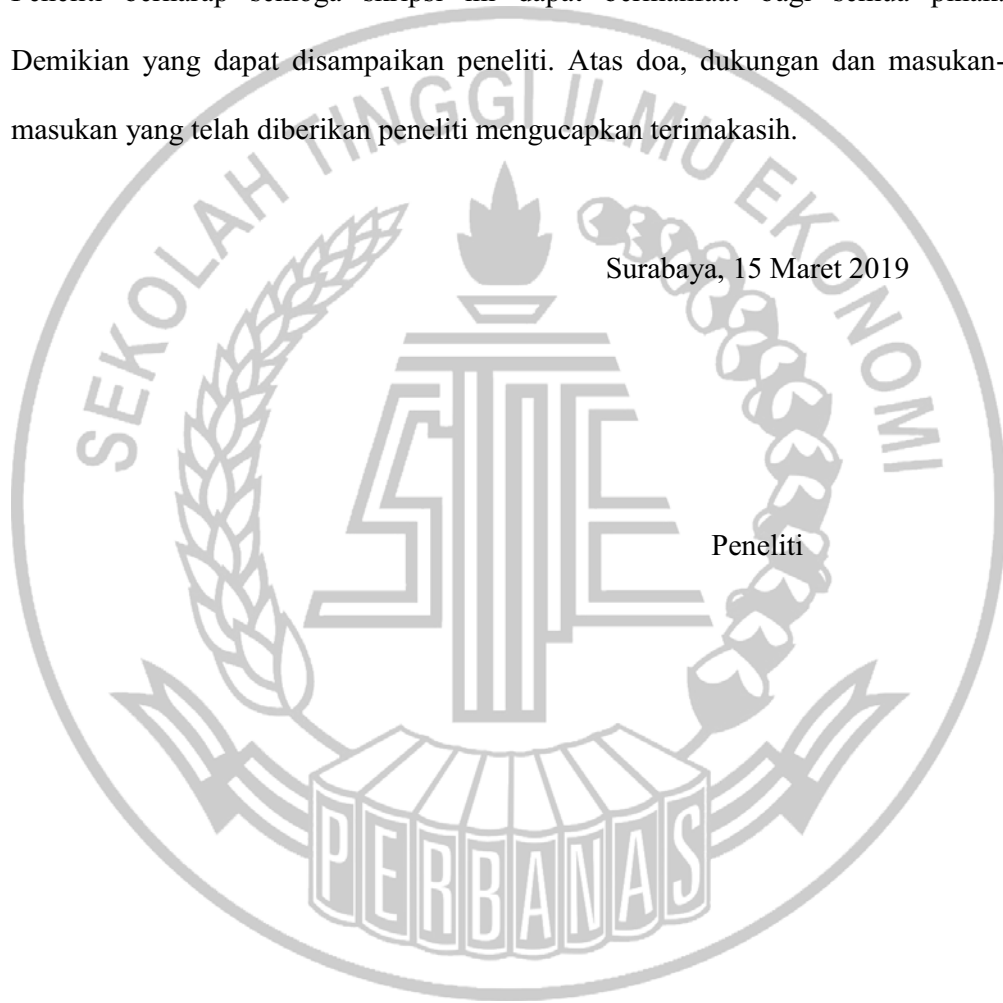 Demikian yang dapat disampaikan peneliti. Atas doa, dukungan dan masukan-
masukan yang telah diberikan peneliti mengucapkan terimakasih.
SEKOLAH TINGGI ILMU EKONOMI
Surabaya, 15 Maret 2019
STIE
Peneliti
PERBANAS